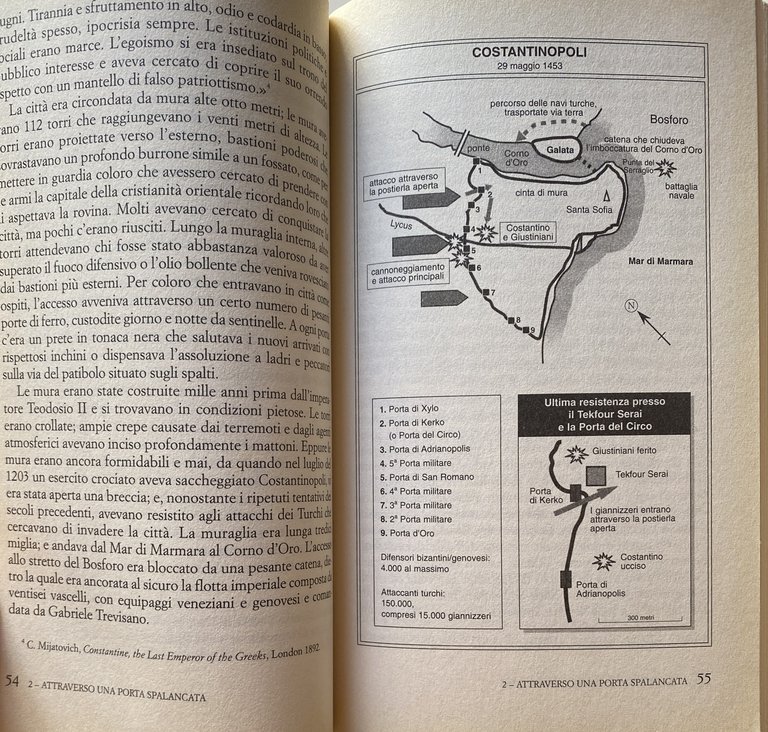 ugni. Tirannia e sfruttamento in alto, odio e codardia in basso,
rudeltà spesso, ipocrisia sempre. Le istituzioni politiche e
ociali erano marce. L'egoismo si era insediato sul trono del
ubblico interesse e aveva cercato di coprire il suo orrendo
spetto con un mantello di falso patriottismo.»⁴
La città era circondata da mura alte otto metri; le mura ave-
ano 112 torri che raggiungevano i venti metri di altezza. Le
orri erano proiettate verso l'esterno, bastioni poderosi che
ovrastavano un profondo burrone simile a un fossato, come per
mettere in guardia coloro che avessero cercato di prendere con
e armi la capitale della cristianità orientale ricordando loro che
i aspettava la rovina. Molti avevano cercato di conquistare la
città, ma pochi c'erano riusciti. Lungo la muraglia interna, altre
torri attendevano chi fosse stato abbastanza valoroso da aver
superato il fuoco difensivo o l'olio bollente che veniva rovesciato
dai bastioni più esterni. Per coloro che entravano in città come
ospiti, l'accesso avveniva attraverso un certo numero di pesanti
porte di ferro, custodite giorno e notte da sentinelle. A ogni porta
c'era un prete in tonaca nera che salutava i nuovi arrivati con
rispettosi inchini o dispensava l'assoluzione a ladri e peccatori
sulla via del patibolo situato sugli spalti.
Le mura erano state costruite mille anni prima dall'impera-
tore Teodosio II e si trovavano in condizioni pietose. Le torri
erano crollate; ampie crepe causate dai terremoti e dagli agenti
atmosferici avevano inciso profondamente i mattoni. Eppure le
mura erano ancora formidabili e mai, da quando nel luglio del
1203 un esercito crociato aveva saccheggiato Costantinopoli, vi
era stata aperta una breccia; e, nonostante i ripetuti tentativi dei
secoli precedenti, avevano resistito agli attacchi dei Turchi che
cercavano di invadere la città. La muraglia era lunga tredici
miglia; e andava dal Mar di Marmara al Corno d'Oro. L'accesso
allo stretto del Bosforo era bloccato da una pesante catena, die-
tro la quale era ancorata al sicuro la flotta imperiale composta da
ventisei vascelli, con equipaggi veneziani e genovesi e coman-
data da Gabriele Trevisano.
⁴ C. Mijatovich, Constantine, the Last Emperor of the Greeks, London 1892.
54 2 – ATTRAVERSO UNA PORTA SPALANCATA
COSTANTINOPOLI
29 maggio 1453
percorso delle navi turche,
trasportate via terra
Bosforo
ponte
Corno
d'Oro
Galata
catena che chiudeva
l'imboccatura del Corno d'Oro
Punta del
Serraglio
battaglia
navale
1
attacco attraverso
la postierla aperta
cinta di mura
Santa Sofia
Lycus
4
Costantino
e Giustiniani
5
Mar di Marmara
cannoneggiamento
e attacco principali
6
7
N
8
9
1. Porta di Xylo
2. Porta di Kerko
(o Porta del Circo)
3. Porta di Adrianopolis
4. 5ª Porta militare
5. Porta di San Romano
6. 4ª Porta militare
7. 3ª Porta militare
8. 2ª Porta militare
9. Porta d'Oro
Difensori bizantini/genovesi:
4.000 al massimo
Attaccanti turchi:
150.000,
compresi 15.000 giannizzeri
Ultima resistenza presso
il Tekfour Serai
e la Porta del Circo
Giustiniani ferito
Tekfour Serai
Porta
di Kerko
I giannizzeri entrano
attraverso la postierla
aperta
Costantino
ucciso
Porta di
Adrianopolis
300 metri
2 – ATTRAVERSO UNA PORTA SPALANCATA 55